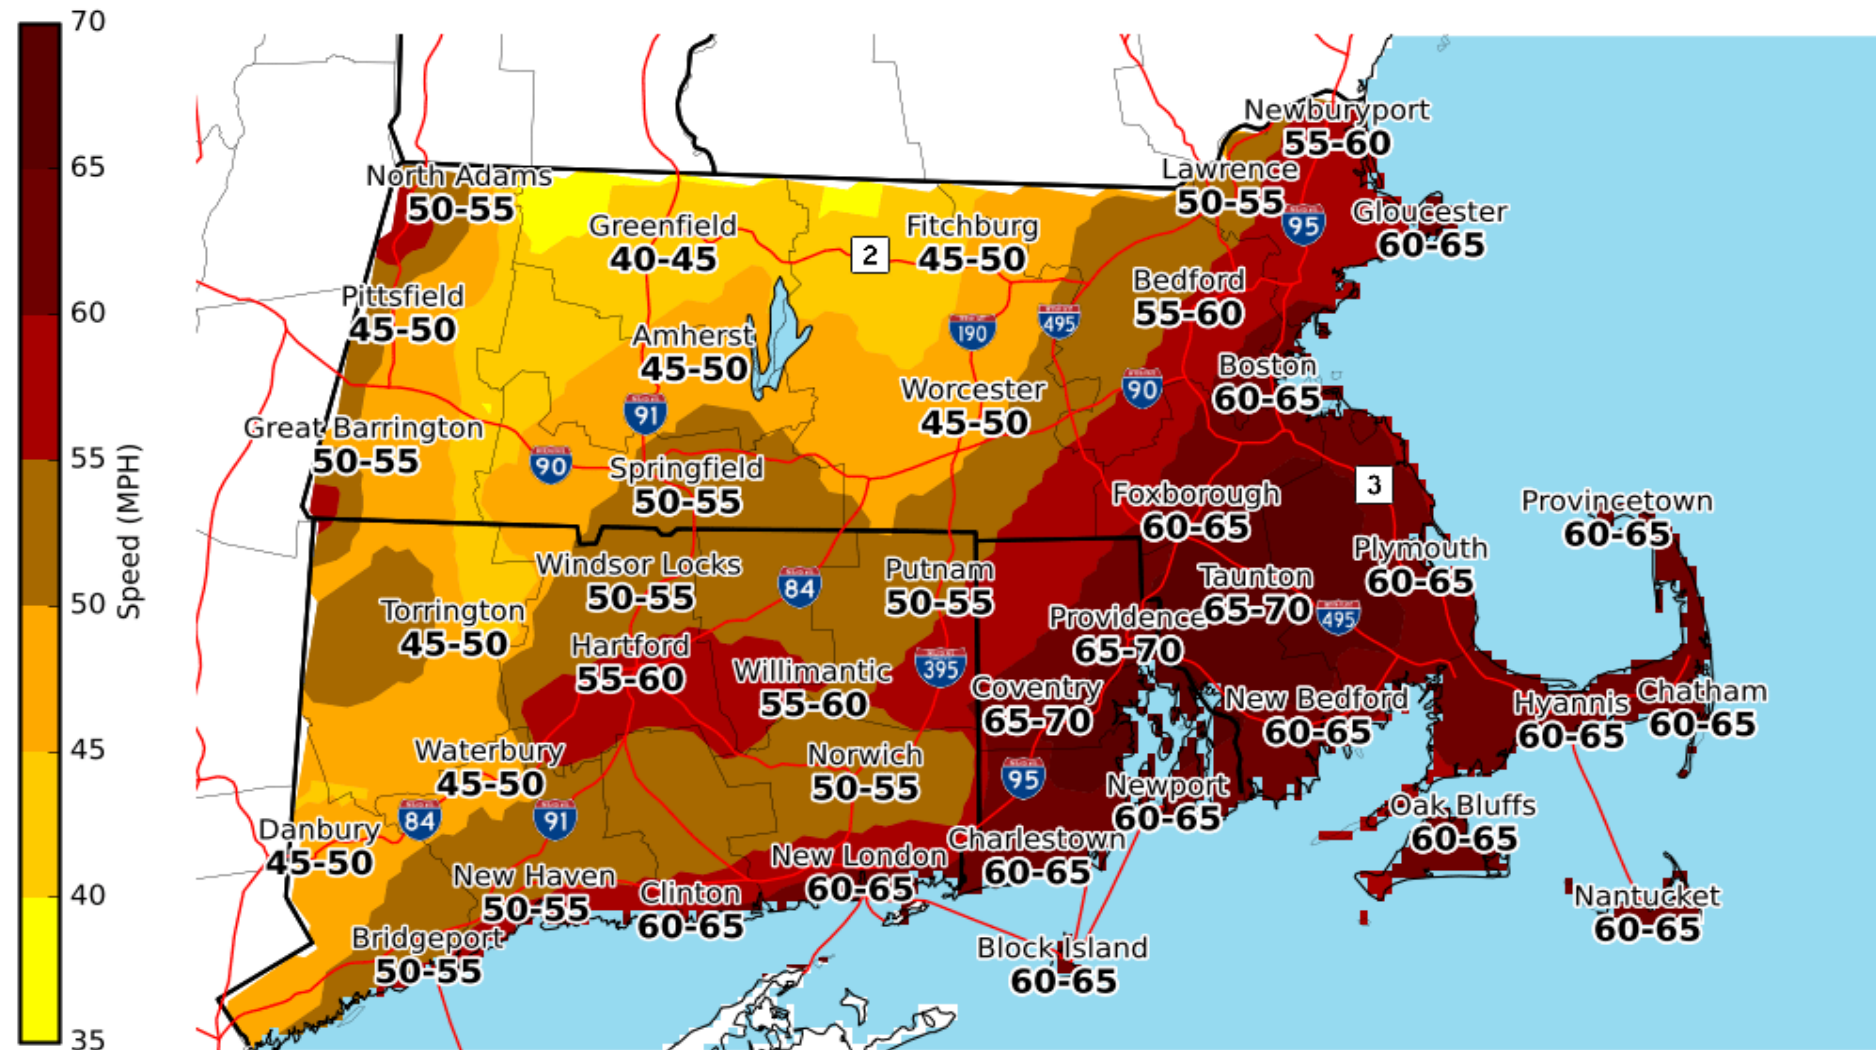 70
65
60
55
50
45
40
35
Speed (MPH)
Newburyport
55-60
North Adams
50-55
Lawrence
50-55
95
Gloucester
60-65
Greenfield
40-45
2
Fitchburg
45-50
Bedford
55-60
Pittsfield
45-50
Amherst
45-50
190
495
Boston
60-65
Worcester
45-50
90
91
Great Barrington
50-55
90
Springfield
50-55
3
Foxborough
60-65
Provincetown
60-65
Plymouth
60-65
Windsor Locks
50-55
84
Putnam
50-55
Taunton
65-70
495
Torrington
45-50
Providence
65-70
Hartford
55-60
Willimantic
55-60
395
Coventry
65-70
New Bedford
60-65
Hyannis
60-65
Chatham
60-65
Waterbury
45-50
Norwich
50-55
95
Newport
60-65
84
91
Oak Bluffs
60-65
Danbury
45-50
Charlestown
60-65
New London
60-65
New Haven
50-55
Clinton
60-65
Nantucket
60-65
Bridgeport
50-55
Block Island
60-65